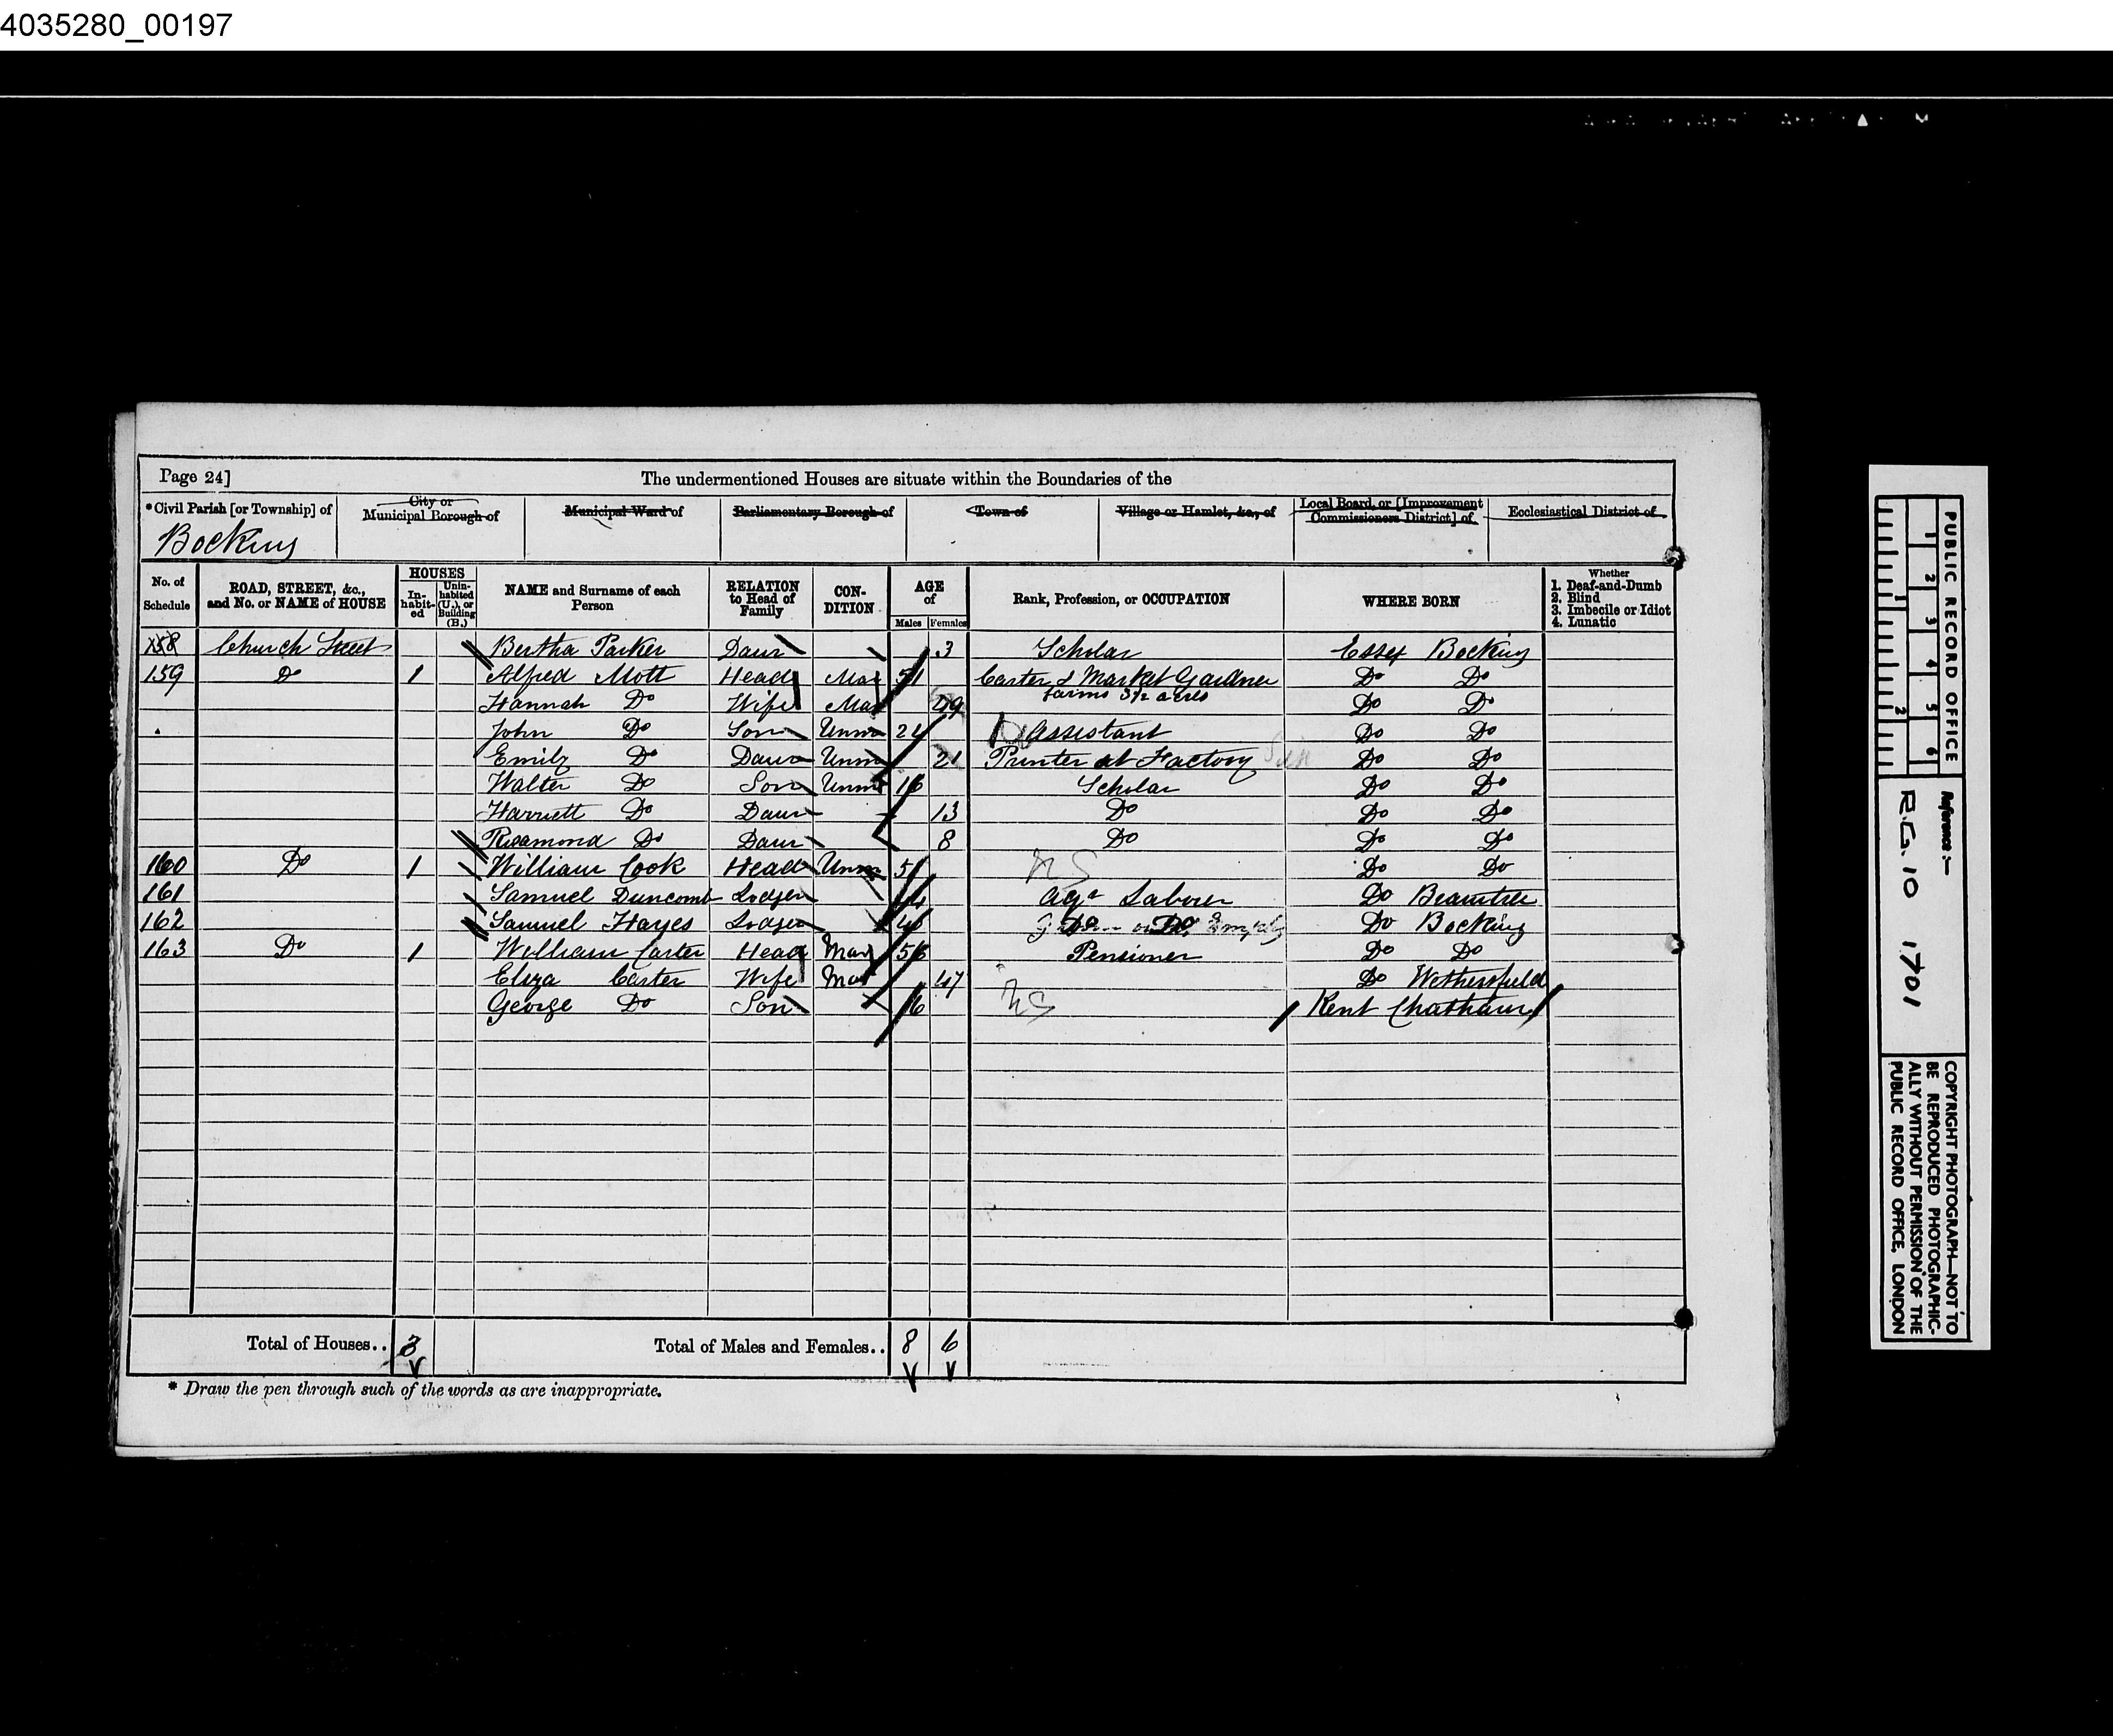 4035280_00197
Page 24] The undermentioned Houses are situate within the Boundaries of the
*Civil Parish [or Township] of City or Municipal Borough of Municipal Ward of Parliamentary Borough of Town of Village or Hamlet, &c., of Local Board, or [Improvement Commissioners District] of Ecclesiastical District of
Bocking
No. of Schedule ROAD, STREET, &c., and No. or NAME of HOUSE HOUSES Inhabited Uninhabited (U.), or Building (B.) NAME and Surname of each Person RELATION to Head of Family CONDITION AGE of Males Females Rank, Profession, or OCCUPATION WHERE BORN Whether 1. Deaf-and-Dumb 2. Blind 3. Imbecile or Idiot 4. Lunatic
158 Church Street Bertha Parker Daur 3 Scholar Essex Bocking
159 Do 1 Alfred Mott Head Mar 51 Carter & Market Gardner Do Do
farms 3½ acres
Hannah Do Wife Mar 49 Do Do
John Do Son Unm 24 Assistant Do Do
Emily Do Daur Unm 21 Printer at Factory Do Do
Walter Do Son Unm 16 Scholar Do Do
Harriett Do Daur 13 Do Do Do
Rosamond Do Daur 8 Do Do Do
160 Do 1 William Cook Head Unm 51 NS Do Do
161 Samuel Duncomb Lodger Agr Laborer Do Braintree
162 Samuel Hayes Lodger 46 Do Do Do Bocking
163 Do 1 William Carter Head Mar 56 Pensioner Do Do
Eliza Carter Wife Mar 47 Do Wethersfield
George Do Son 16 NS Kent Chatham
Total of Houses.. 3 Total of Males and Females.. 8 6
* Draw the pen through such of the words as are inappropriate.
PUBLIC RECORD OFFICE
1 2 3 4 5 6
1 2
Reference:—
R.G. 10 1701
COPYRIGHT PHOTOGRAPH—NOT TO
BE REPRODUCED PHOTOGRAPHIC-
ALLY WITHOUT PERMISSION OF THE
PUBLIC RECORD OFFICE, LONDON